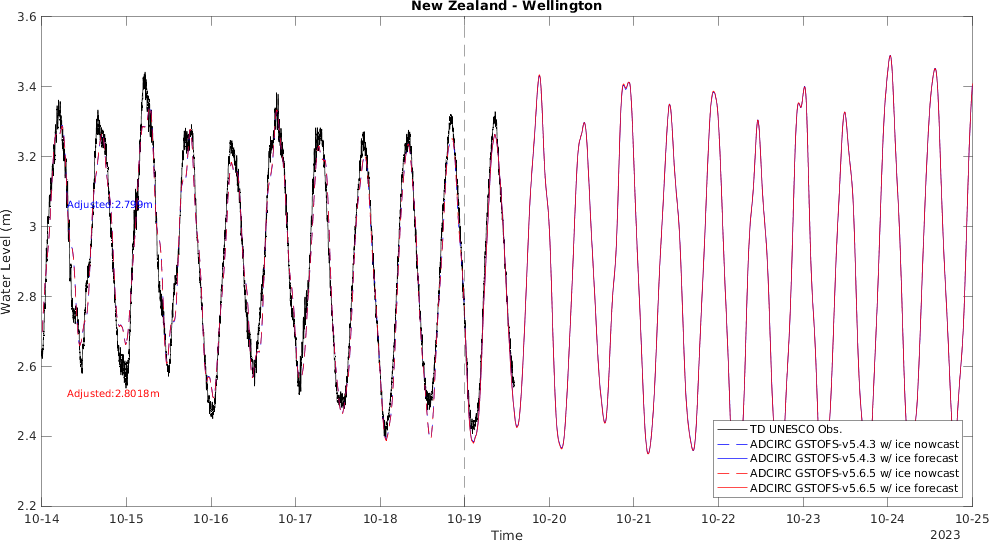 New Zealand - Wellington
3.6
3.4
3.2
3
2.8
2.6
2.4
2.2
Water Level (m)
Adjusted:2.799m
Adjusted:2.8018m
TD UNESCO Obs.
ADCIRC GSTOFS-v5.4.3 w/ ice nowcast
ADCIRC GSTOFS-v5.4.3 w/ ice forecast
ADCIRC GSTOFS-v5.6.5 w/ ice nowcast
ADCIRC GSTOFS-v5.6.5 w/ ice forecast
10-14 10-15 10-16 10-17 10-18 10-19 10-20 10-21 10-22 10-23 10-24 10-25
Time
2023